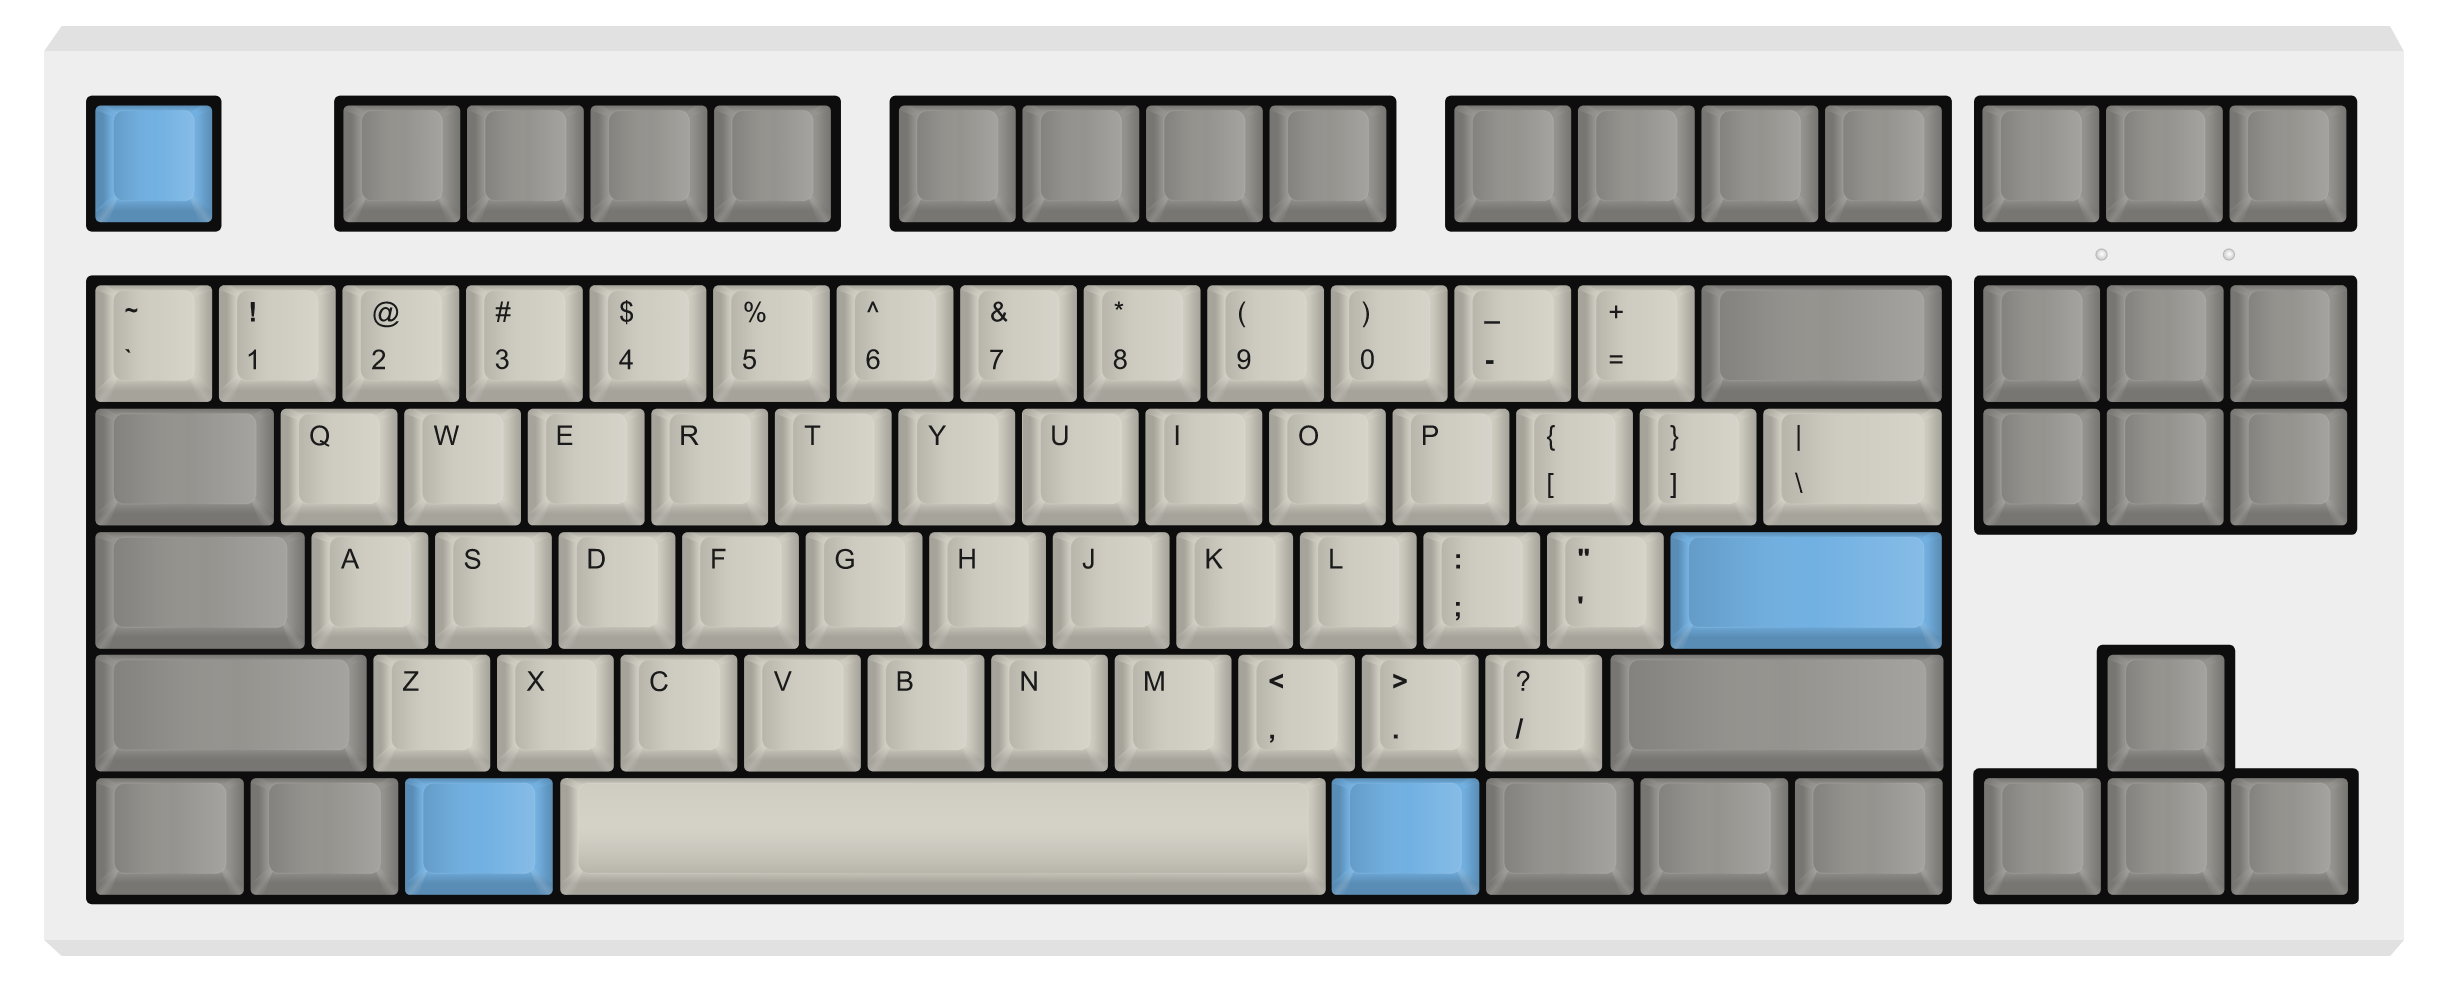 ~ ! @ # $ % ^ & * ( ) _ +
` 1 2 3 4 5 6 7 8 9 0 - =
Q W E R T Y U I O P { } |
[ ] \
A S D F G H J K L : "
; '
Z X C V B N M < > ?
, . /